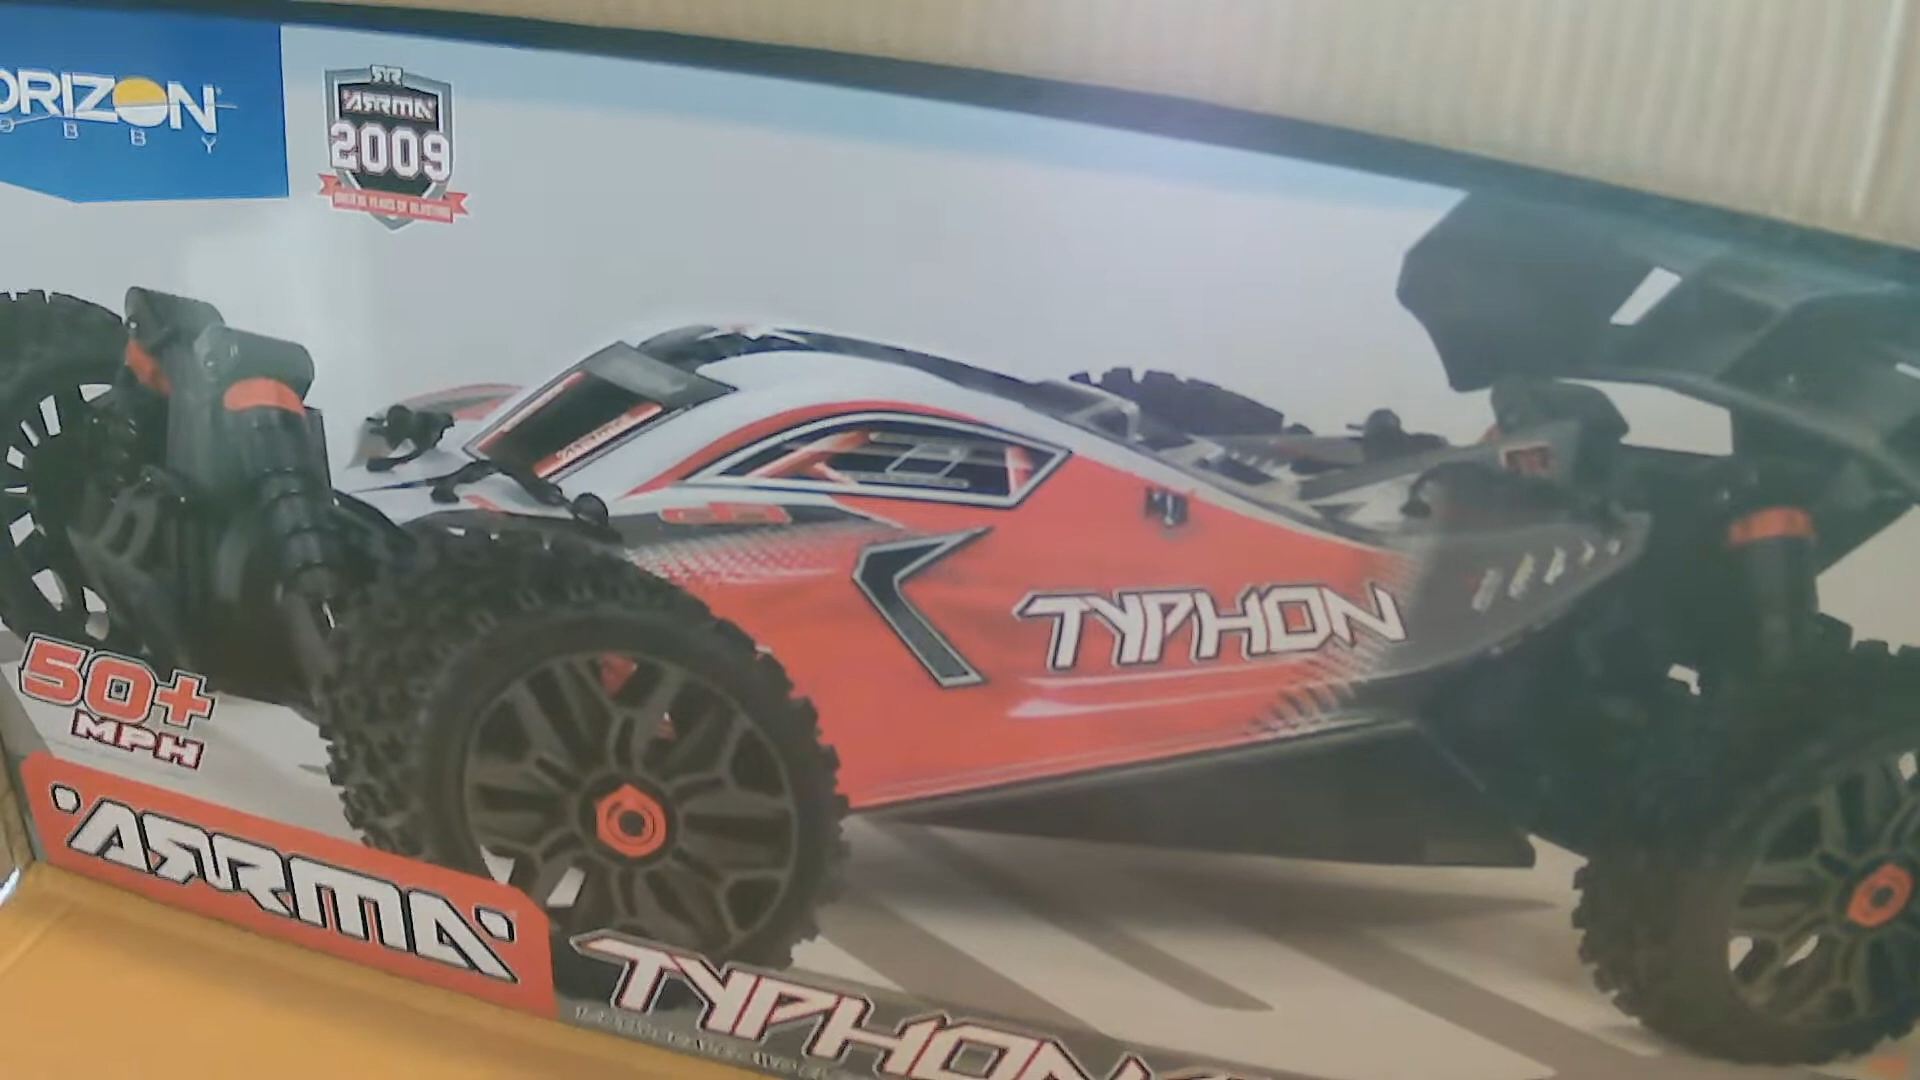 ORIZON
O B B Y
ARRMA
2009
TYPHON
50+
MPH
ARRMA
TYPHON